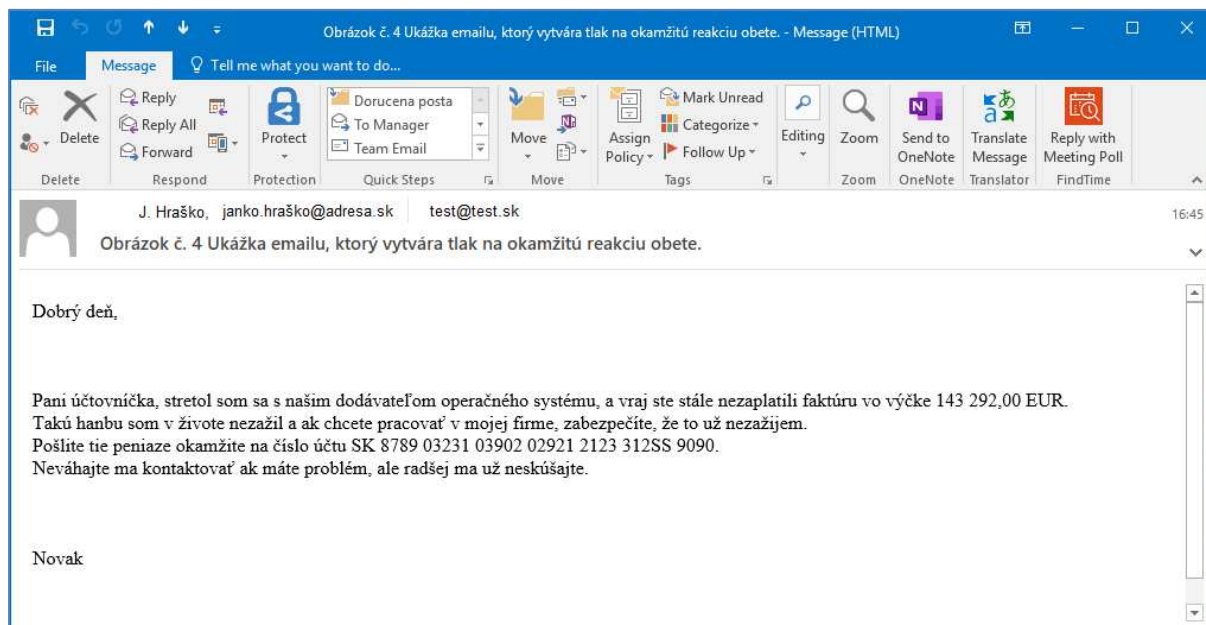 Obrázok č. 4 Ukážka emailu, ktorý vytvára tlak na okamžitú reakciu obete. - Message (HTML)
File Message Tell me what you want to do...
Delete
Reply
Reply All
Forward
Protect
Dorucena posta
To Manager
Team Email
Move
Assign Policy
Mark Unread
Categorize
Follow Up
Editing
Zoom
Send to OneNote
Translate Message
Reply with Meeting Poll
Delete Respond Protection Quick Steps Move Tags Zoom OneNote Translator FindTime
J. Hraško, janko.hraško@adresa.sk test@test.sk 16:45
Obrázok č. 4 Ukážka emailu, ktorý vytvára tlak na okamžitú reakciu obete.
Dobrý deň,
Pani účtovníčka, stretol som sa s našim dodávateľom operačného systému, a vraj ste stále nezaplatili faktúru vo výčke 143 292,00 EUR.
Takú hanbu som v živote nezažil a ak chcete pracovať v mojej firme, zabezpečíte, že to už nezažijem.
Pošlite tie peniaze okamžite na číslo účtu SK 8789 03231 03902 02921 2123 312SS 9090.
Neváhajte ma kontaktovať ak máte problém, ale radšej ma už neskúšajte.
Novak